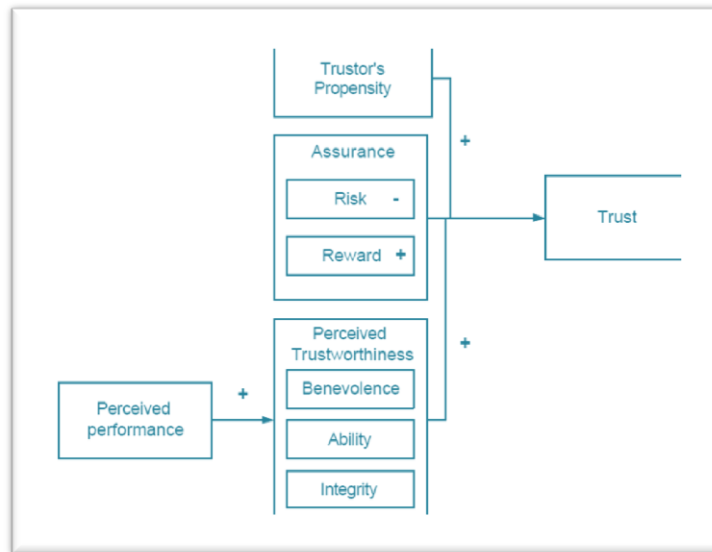 Trustor's
Propensity
+
Assurance
Risk -
Reward +
Trust
Perceived
Trustworthiness
+
Benevolence
+
Perceived
performance
Ability
Integrity